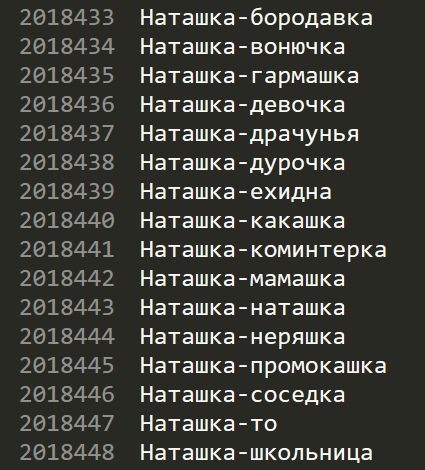 2018433 Наташка-бородавка
2018434 Наташка-вонючка
2018435 Наташка-гармашка
2018436 Наташка-девочка
2018437 Наташка-драчунья
2018438 Наташка-дурочка
2018439 Наташка-ехидна
2018440 Наташка-какашка
2018441 Наташка-коминтерка
2018442 Наташка-мамашка
2018443 Наташка-наташка
2018444 Наташка-неряшка
2018445 Наташка-промокашка
2018446 Наташка-соседка
2018447 Наташка-то
2018448 Наташка-школьница